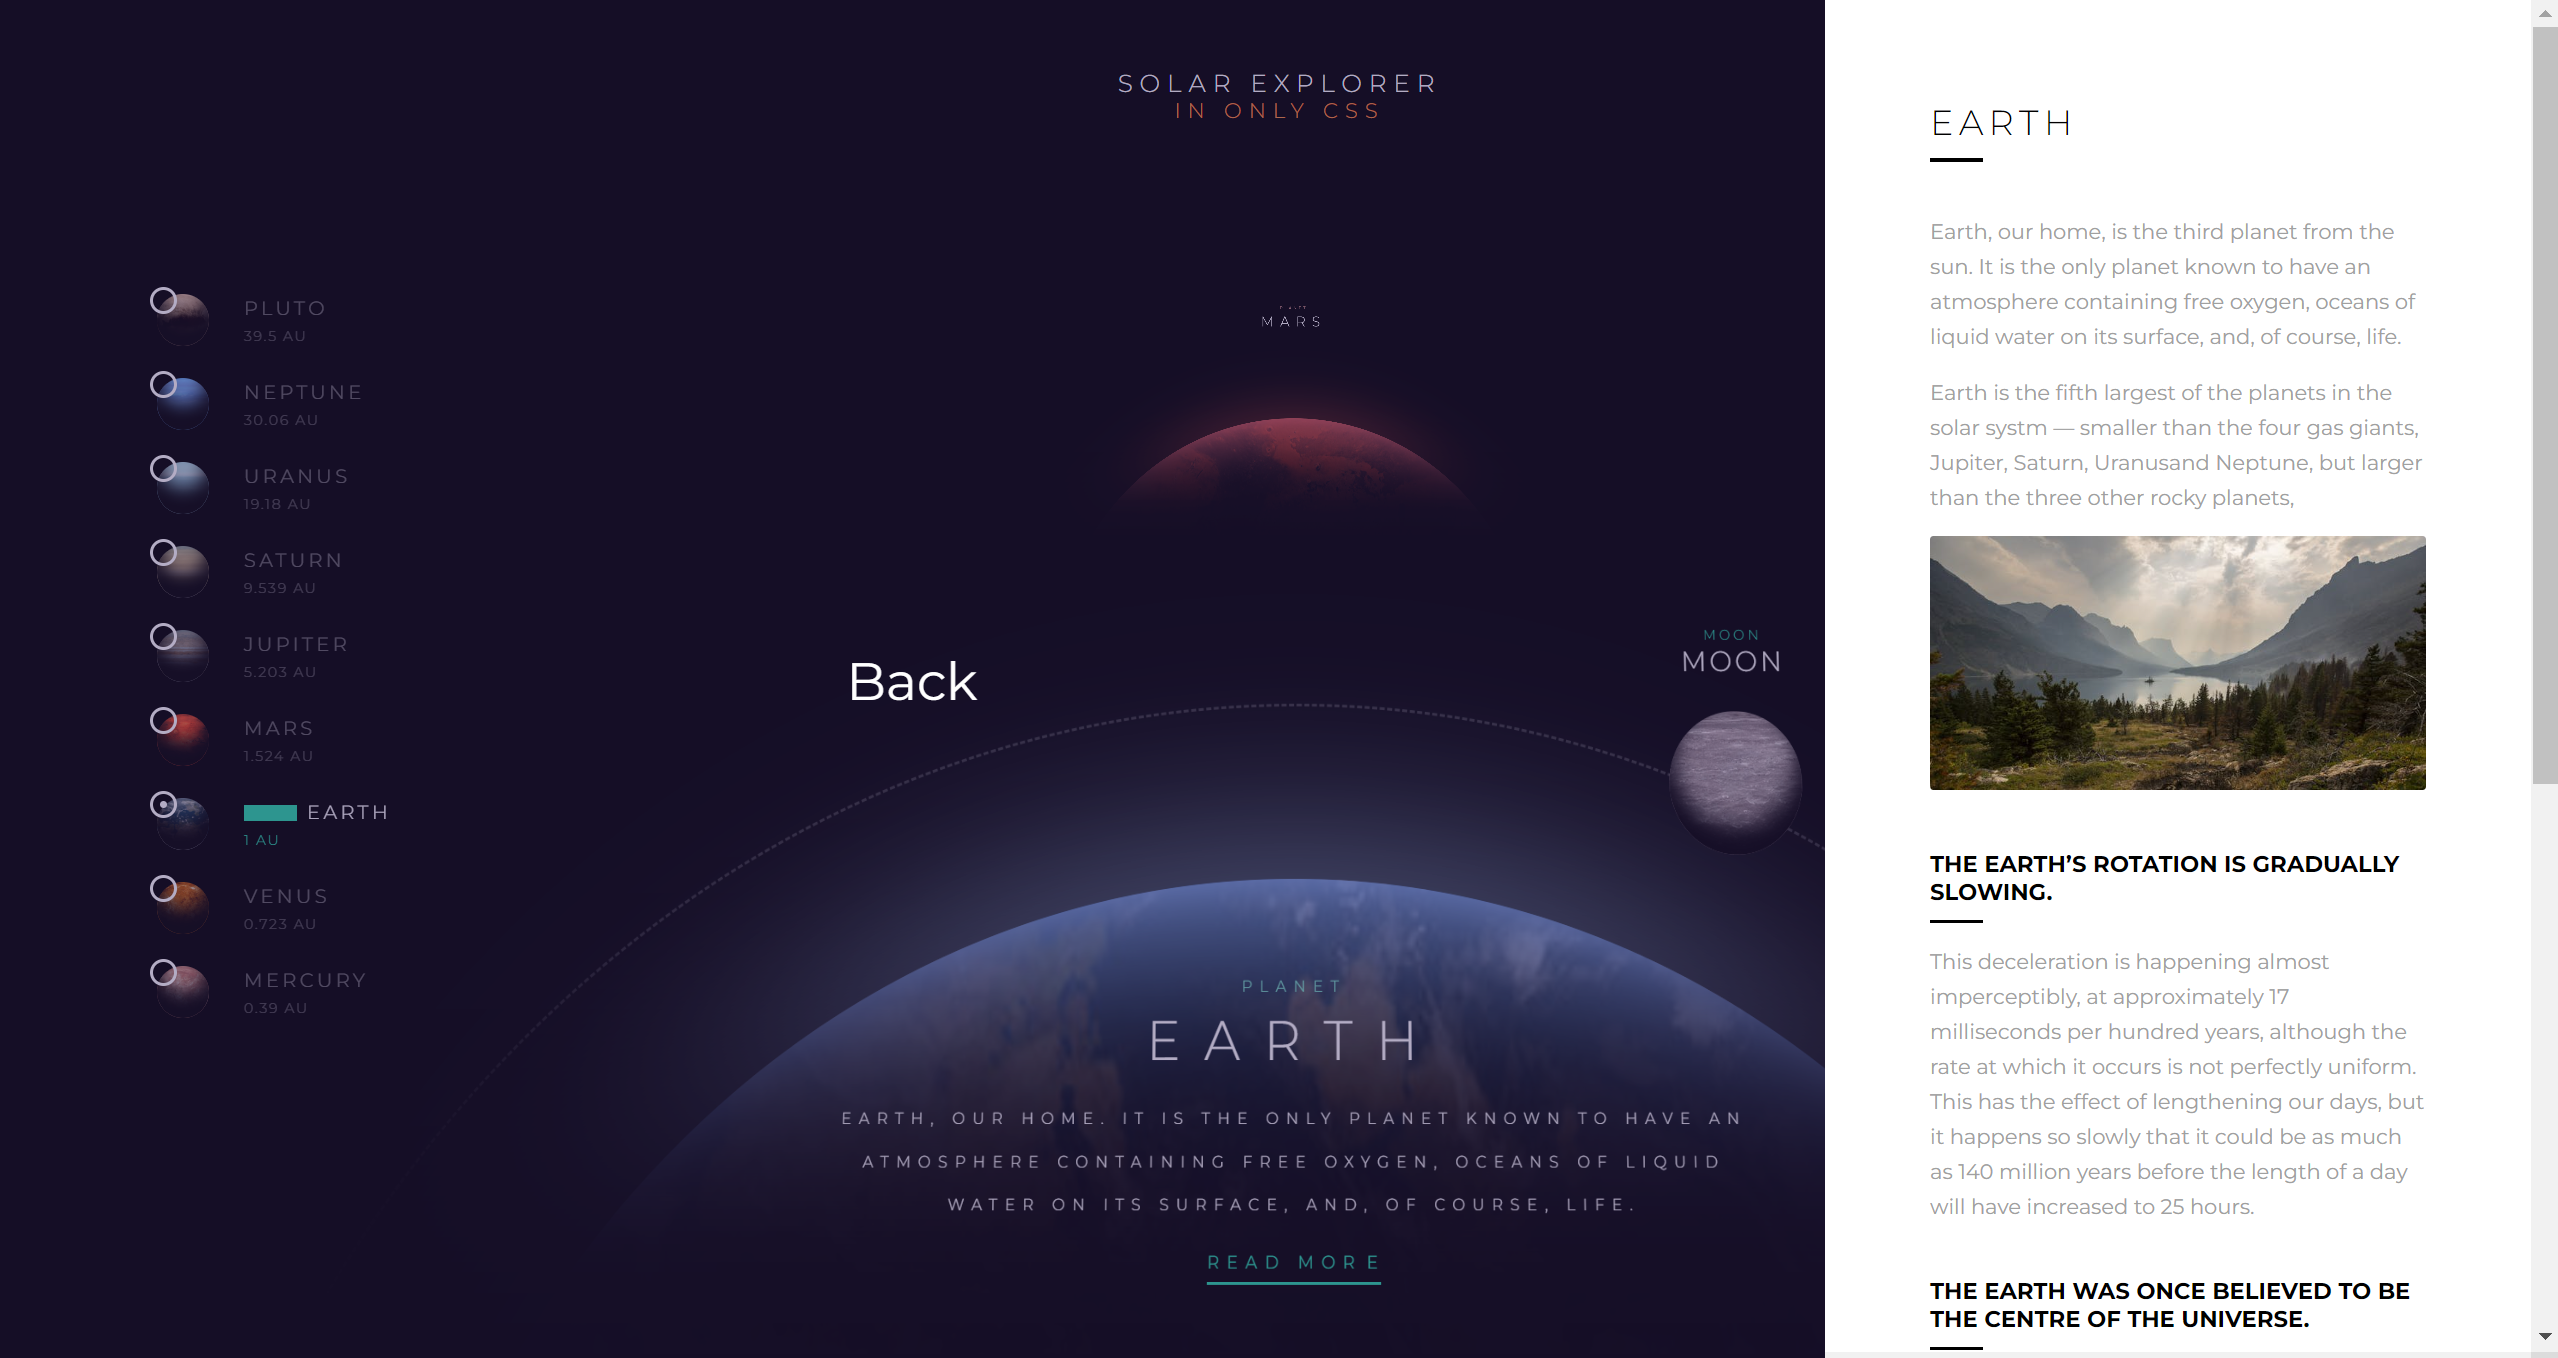 SOLAR EXPLORER
IN ONLY CSS
PLUTO
39.5 AU
NEPTUNE
30.06 AU
URANUS
19.18 AU
SATURN
9.539 AU
JUPITER
5.203 AU
MARS
1.524 AU
EARTH
1 AU
VENUS
0.723 AU
MERCURY
0.39 AU
MARS
Back
MOON
MOON
PLANET
EARTH
EARTH, OUR HOME. IT IS THE ONLY PLANET KNOWN TO HAVE AN
ATMOSPHERE CONTAINING FREE OXYGEN, OCEANS OF LIQUID
WATER ON ITS SURFACE, AND, OF COURSE, LIFE.
READ MORE
EARTH
Earth, our home, is the third planet from the
sun. It is the only planet known to have an
atmosphere containing free oxygen, oceans of
liquid water on its surface, and, of course, life.
Earth is the fifth largest of the planets in the
solar systm — smaller than the four gas giants,
Jupiter, Saturn, Uranusand Neptune, but larger
than the three other rocky planets,
THE EARTH’S ROTATION IS GRADUALLY
SLOWING.
This deceleration is happening almost
imperceptibly, at approximately 17
milliseconds per hundred years, although the
rate at which it occurs is not perfectly uniform.
This has the effect of lengthening our days, but
it happens so slowly that it could be as much
as 140 million years before the length of a day
will have increased to 25 hours.
THE EARTH WAS ONCE BELIEVED TO BE
THE CENTRE OF THE UNIVERSE.